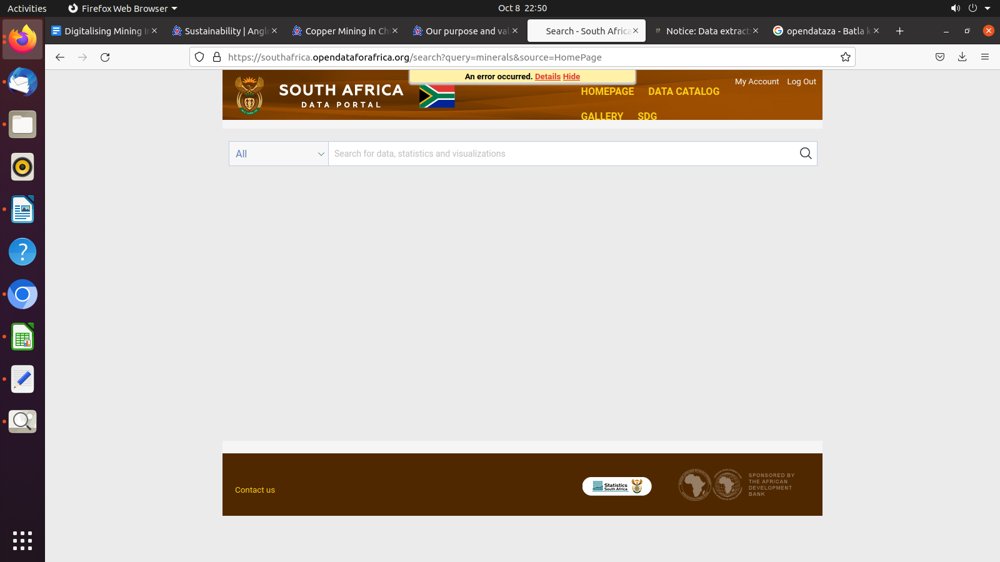 Activities
Firefox Web Browser
Oct 8 22:50
Digitalising Mining I
Sustainability | Angl
Copper Mining in Ch
Our purpose and va
Search - South Africa
Notice: Data extract
opendataza - Batla k
https://southafrica.opendataforafrica.org/search?query=minerals&source=HomePage
An error occurred. Details Hide
SOUTH AFRICA
DATA PORTAL
My Account Log Out
HOMEPAGE DATA CATALOG
GALLERY SDG
All
Search for data, statistics and visualizations
Contact us
Statistics
South Africa
SPONSORED BY
THE AFRICAN
DEVELOPMENT
BANK